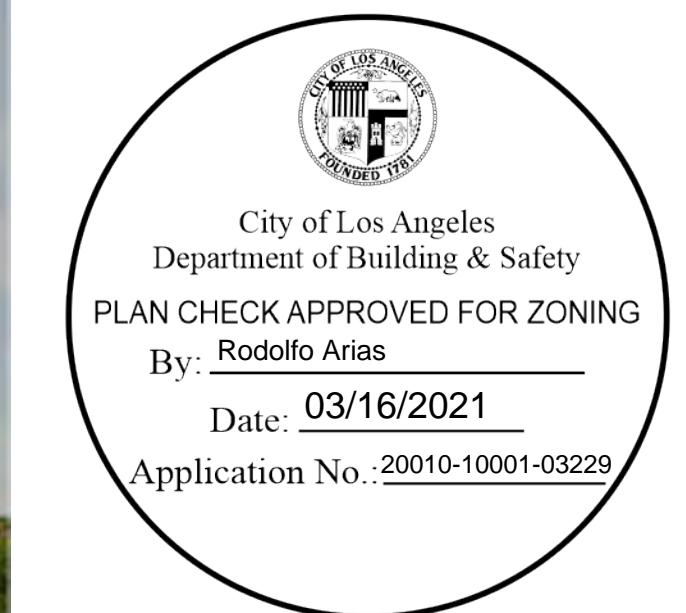 CITY OF LOS ANGELES
FOUNDED 1781
City of Los Angeles
Department of Building & Safety
PLAN CHECK APPROVED FOR ZONING
By: Rodolfo Arias
Date: 03/16/2021
Application No.: 20010-10001-03229